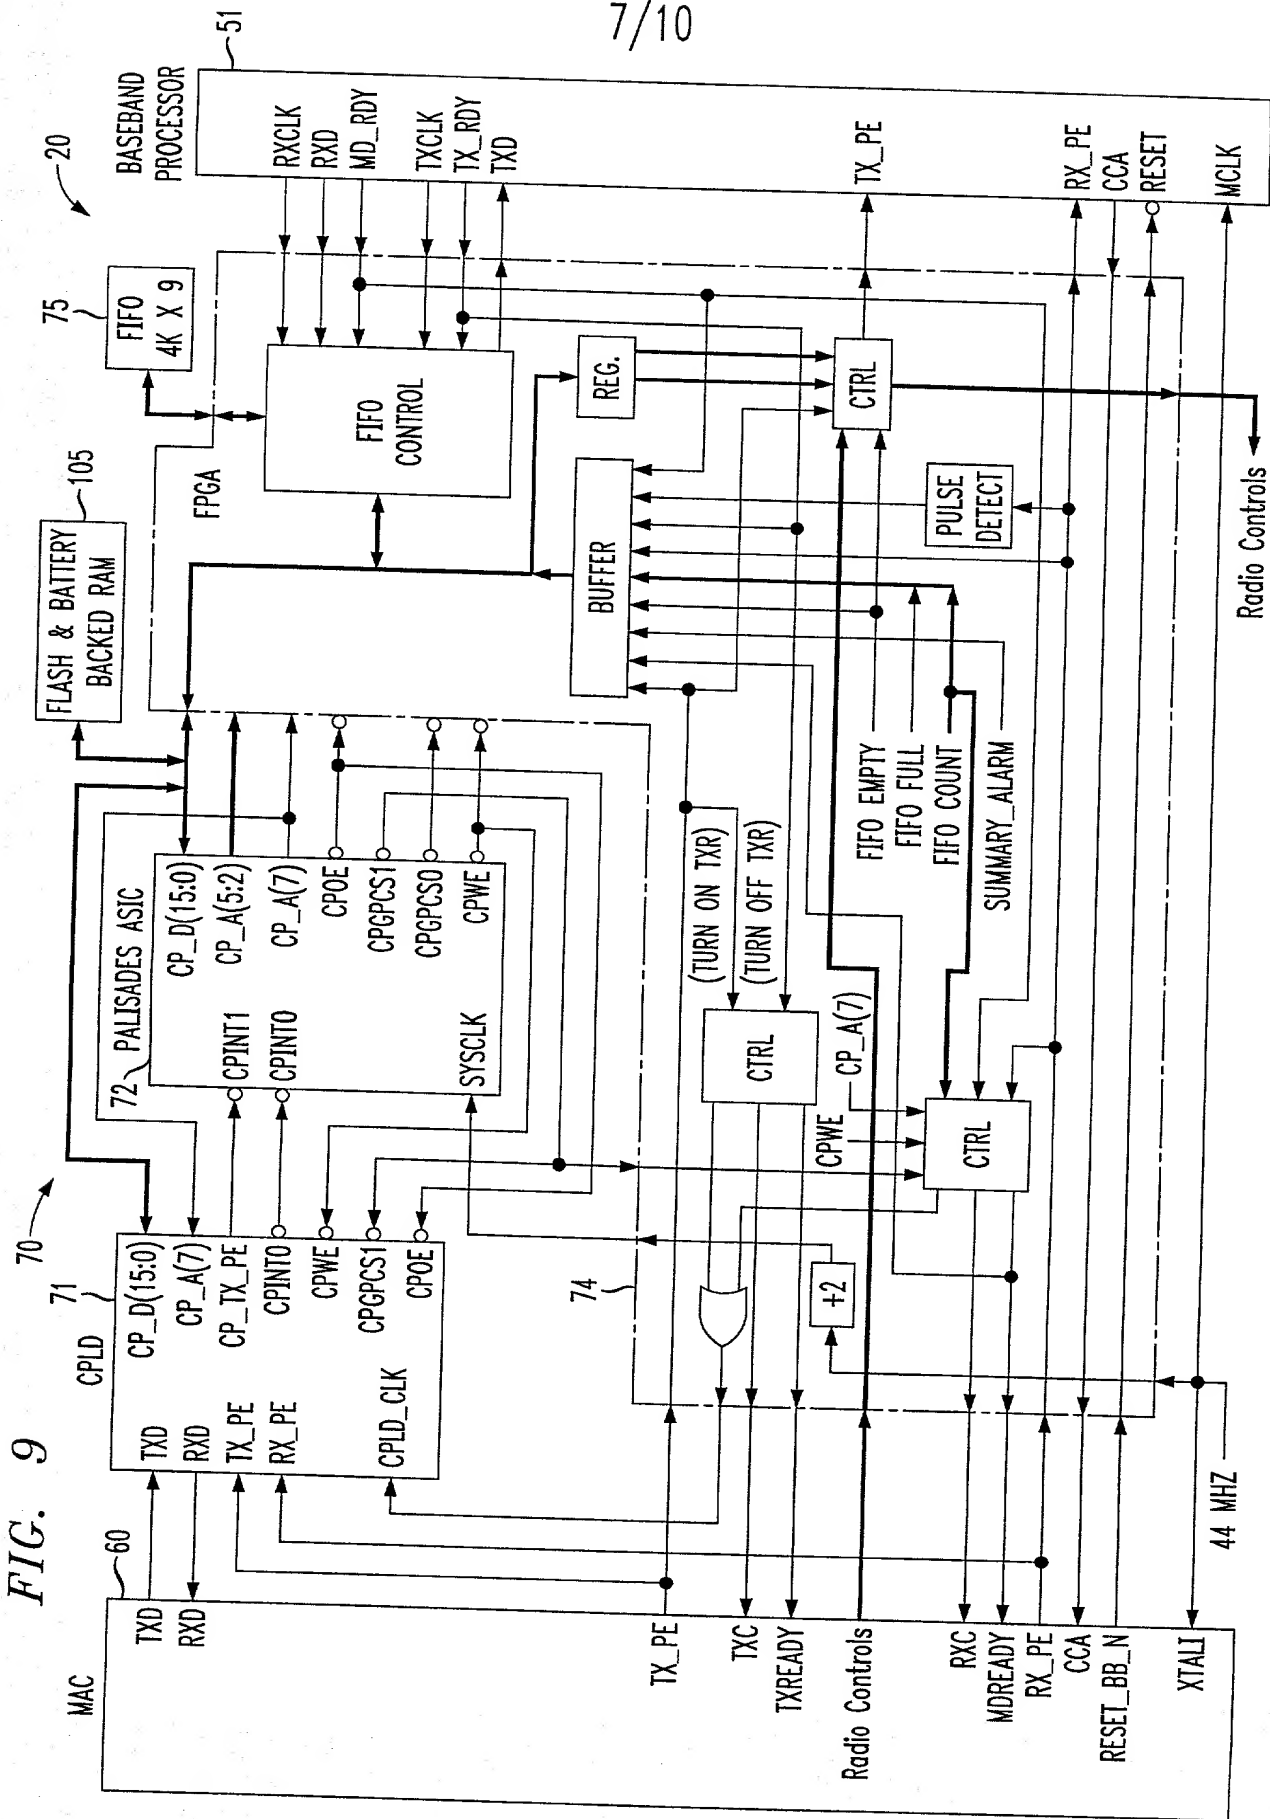 7/10
FIG. 9
20
70
MAC
60
TXD
RXD
TX_PE
TXC
TXREADY
Radio Controls
RXC
MDREADY
RX_PE
CCA
RESET_BB_N
XTALI
44 MHZ
CPLD
71
TXD
RXD
TX_PE
RX_PE
CPLD_CLK
CP_D(15:0)
CP_A(7)
CP_TX_PE
CPINTO
CPWE
CPGPCS1
CPOE
72
PALISADES ASIC
CPINT1
CPINTO
SYSCLK
CP_D(15:0)
CP_A(5:2)
CP_A(7)
CPOE
CPGPCS1
CPGPCS0
CPWE
FLASH & BATTERY
BACKED RAM
105
FIFO
4K X 9
75
FPGA
74
FIFO
CONTROL
REG.
BUFFER
PULSE
DETECT
CTRL
(TURN ON TXR)
(TURN OFF TXR)
CTRL
FIFO EMPTY
FIFO FULL
FIFO COUNT
SUMMARY_ALARM
CP_A(7)
CPWE
CTRL
+2
BASEBAND
PROCESSOR
51
RXCLK
RXD
MD_RDY
TXCLK
TX_RDY
TXD
TX_PE
RX_PE
CCA
RESET
MCLK
Radio Controls